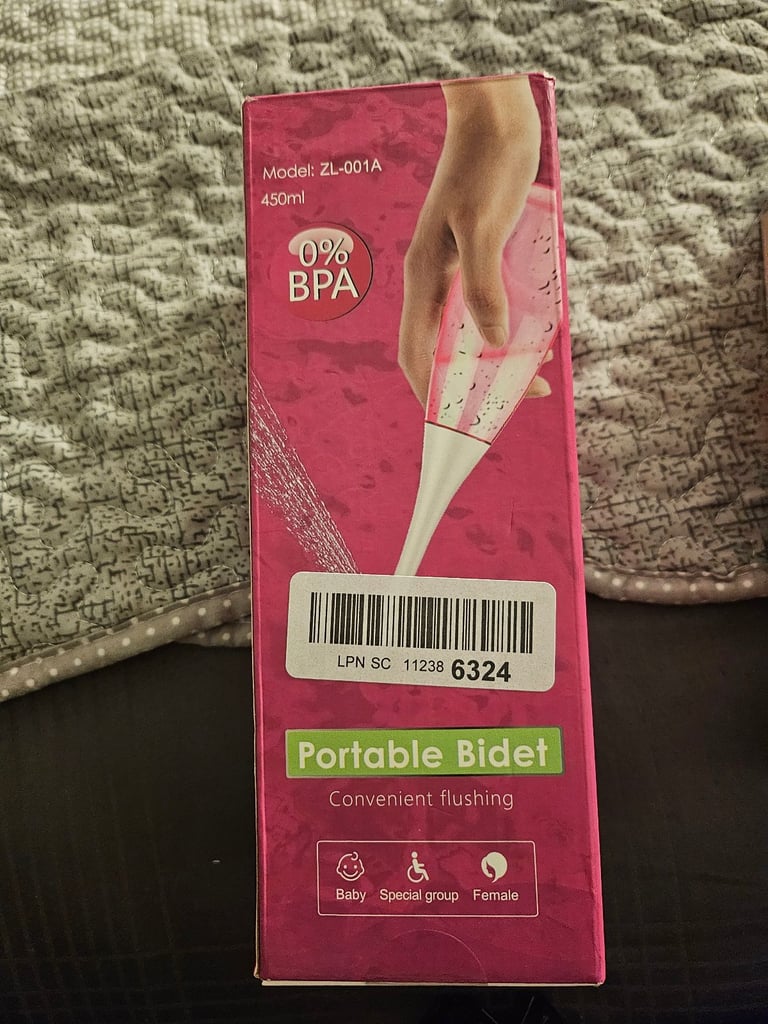 Model: ZL-001A
450ml
0%
BPA
LPN SC 11238 6324
Portable Bidet
Convenient flushing
Baby Special group Female